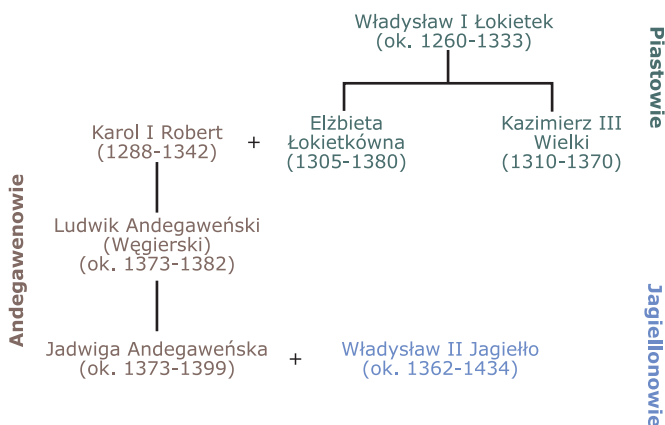 Władysław I Łokietek
(ok. 1260-1333)
Piastowie
Karol I Robert
(1288-1342)
+
Elżbieta
Łokietkówna
(1305-1380)
Kazimierz III
Wielki
(1310-1370)
Andegawenowie
Ludwik Andegaweński
(Węgierski)
(ok. 1373-1382)
Jagiellonowie
Jadwiga Andegaweńska
(ok. 1373-1399)
+
Władysław II Jagiełło
(ok. 1362-1434)